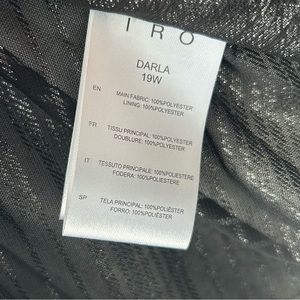 IRO
DARLA
19W
EN
MAIN FABRIC: 100%POLYESTER
LINING: 100%POLYESTER
FR
TISSU PRINCIPAL: 100%POLYESTER
DOUBLURE: 100%POLYESTER
IT
TESSUTO PRINCIPALE: 100%POLIESTERE
FODERA: 100%POLIESTERE
SP
TELA PRINCIPAL: 100%POLIÉSTER
FORRO: 100%POLIÉSTER